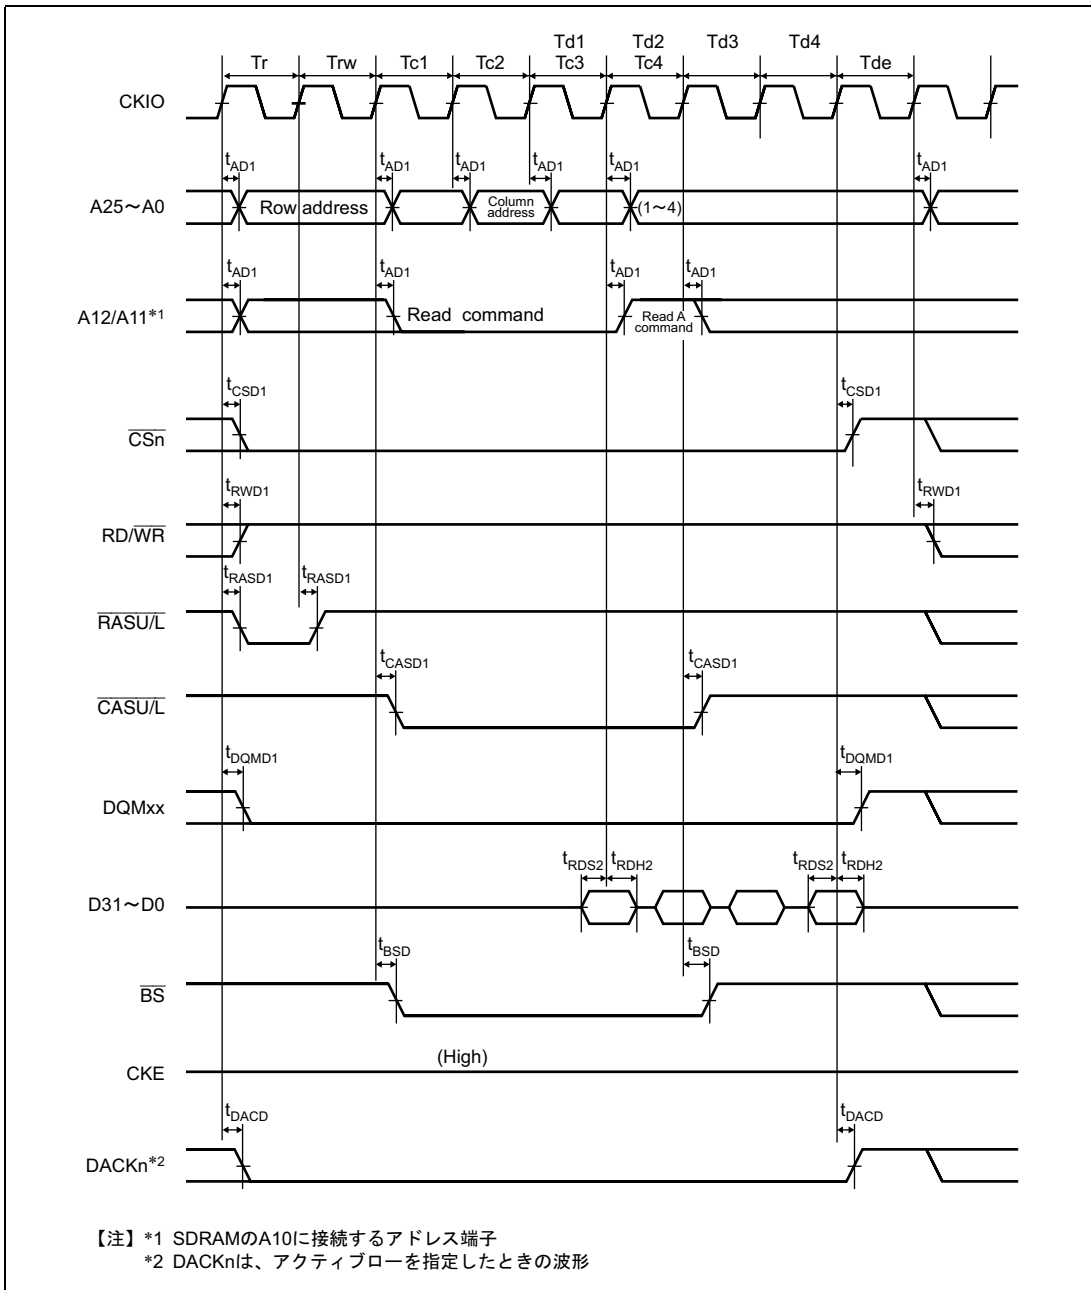 Td1 Td2 Td3 Td4
Tr Trw Tc1 Tc2 Tc3 Tc4 Tde
CKIO
tAD1 tAD1 tAD1 tAD1 tAD1 tAD1
A25～A0 Row address Column address (1～4)
tAD1 tAD1 tAD1 tAD1
A12/A11*1 Read command Read A command
tCSD1 tCSD1
CSn
tRWD1 tRWD1
RD/WR
tRASD1 tRASD1
RASU/L
tCASD1 tCASD1
CASU/L
tDQMD1 tDQMD1
DQMxx
tRDS2 tRDH2 tRDS2 tRDH2
D31～D0
tBSD tBSD
BS
(High)
CKE
tDACD tDACD
DACKn*2
【注】*1 SDRAMのA10に接続するアドレス端子
*2 DACKnは、アクティブローを指定したときの波形